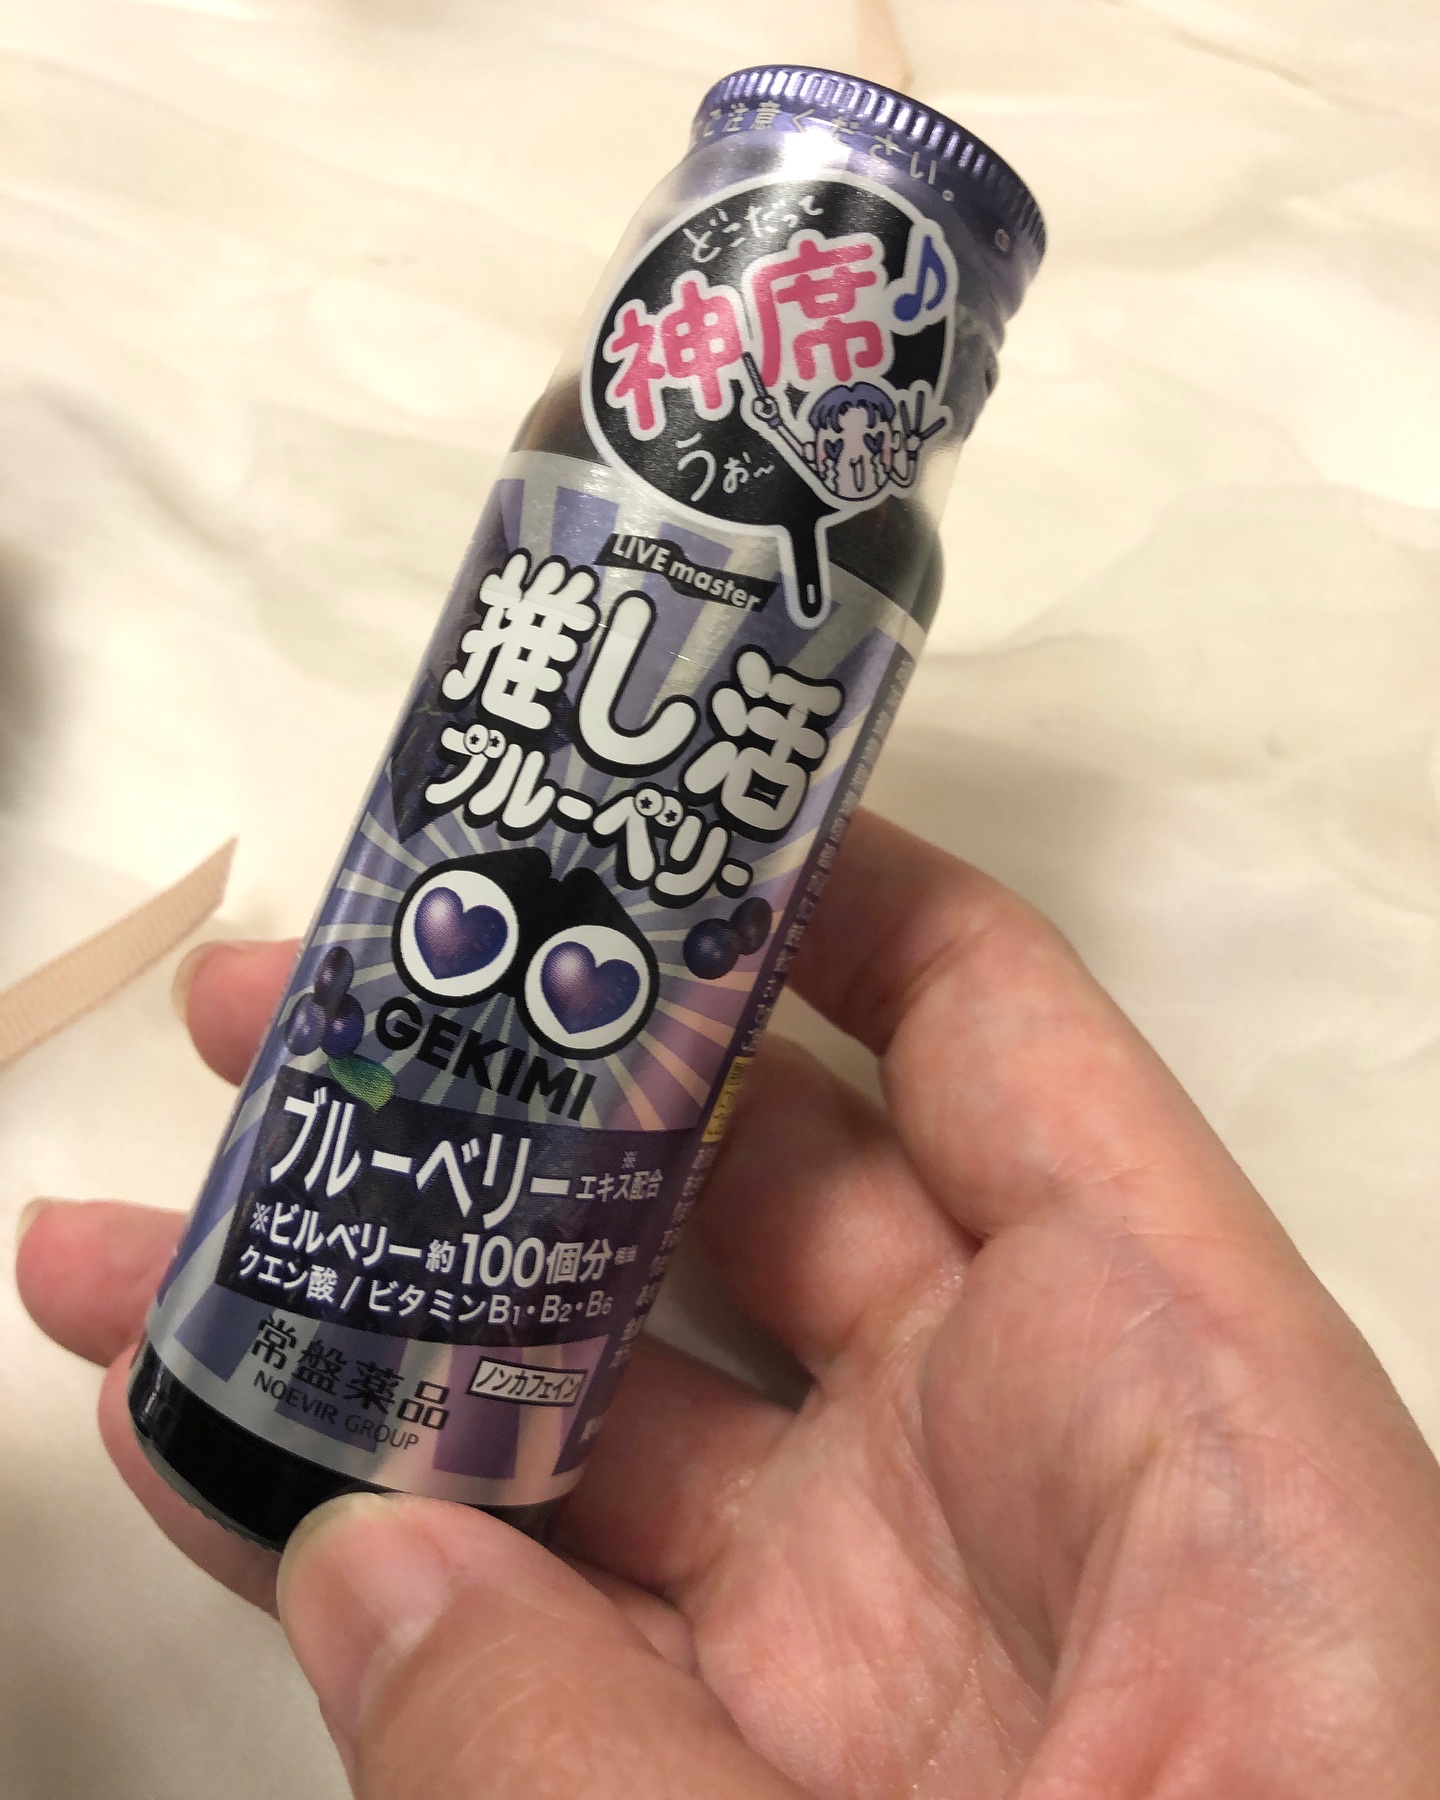 ご注意ください。
どこだって
神席♪
うぉ〜
LIVE master
推し活
ブルーベリー
GEKIMI
ブルーベリーエキス※配合
※ビルベリー約100個分相当
クエン酸/ビタミンB1・B2・B6
常盤薬品
NOEVIR GROUP
ノンカフェイン